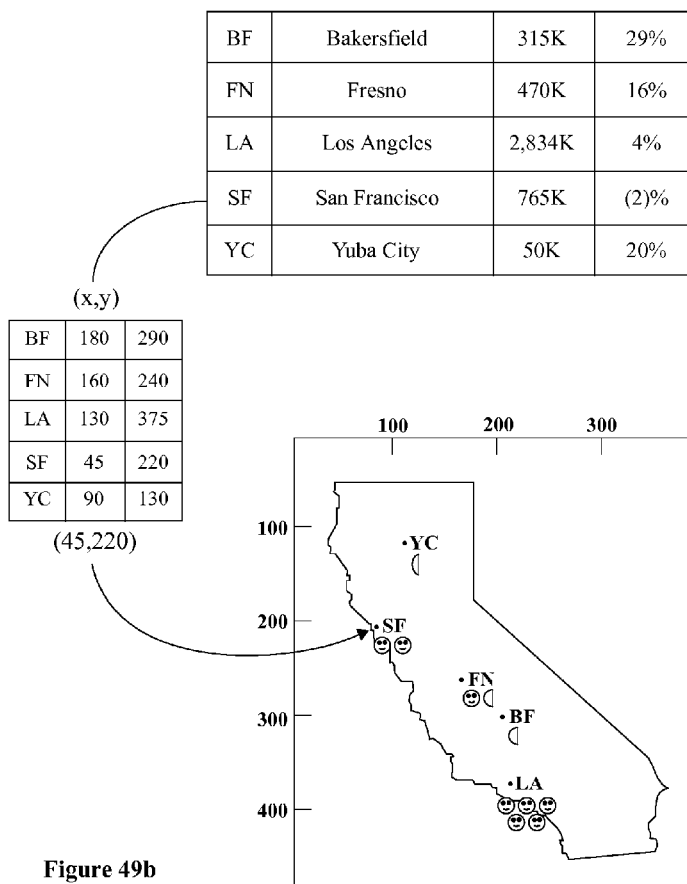 BF Bakersfield 315K 29%
FN Fresno 470K 16%
LA Los Angeles 2,834K 4%
SF San Francisco 765K (2)%
YC Yuba City 50K 20%
(x,y)
BF 180 290
FN 160 240
LA 130 375
SF 45 220
YC 90 130
(45,220)
100 200 300
100
YC
200
SF
FN
300
BF
LA
400
Figure 49b